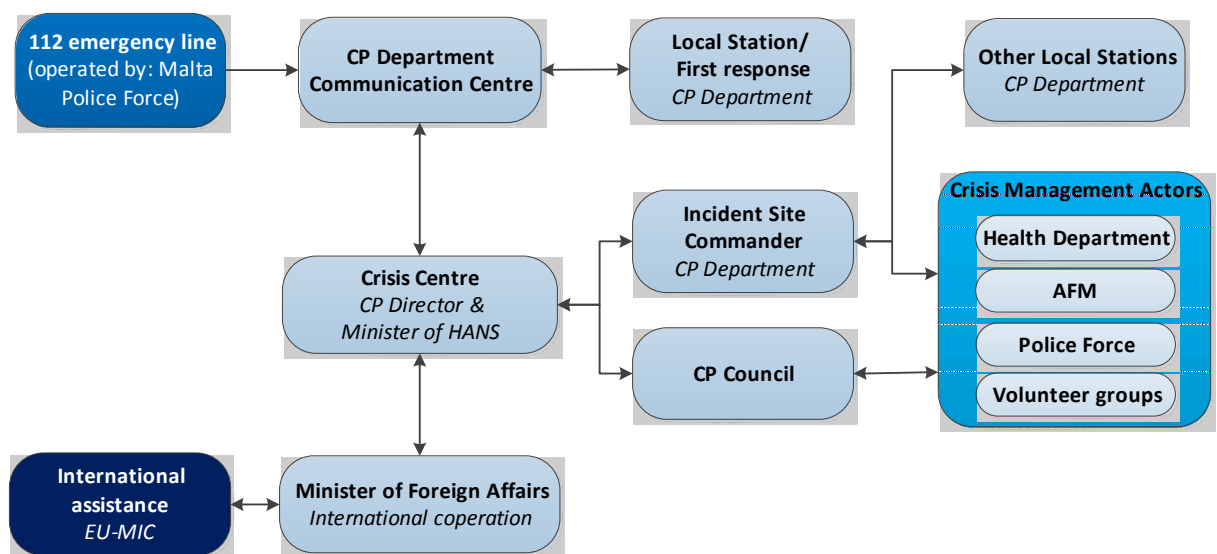 112 emergency line
(operated by: Malta
Police Force)
CP Department
Communication Centre
Local Station/
First response
CP Department
Other Local Stations
CP Department
Crisis Management Actors
Health Department
AFM
Police Force
Volunteer groups
Incident Site
Commander
CP Department
Crisis Centre
CP Director &
Minister of HANS
CP Council
International
assistance
EU-MIC
Minister of Foreign Affairs
International coperation